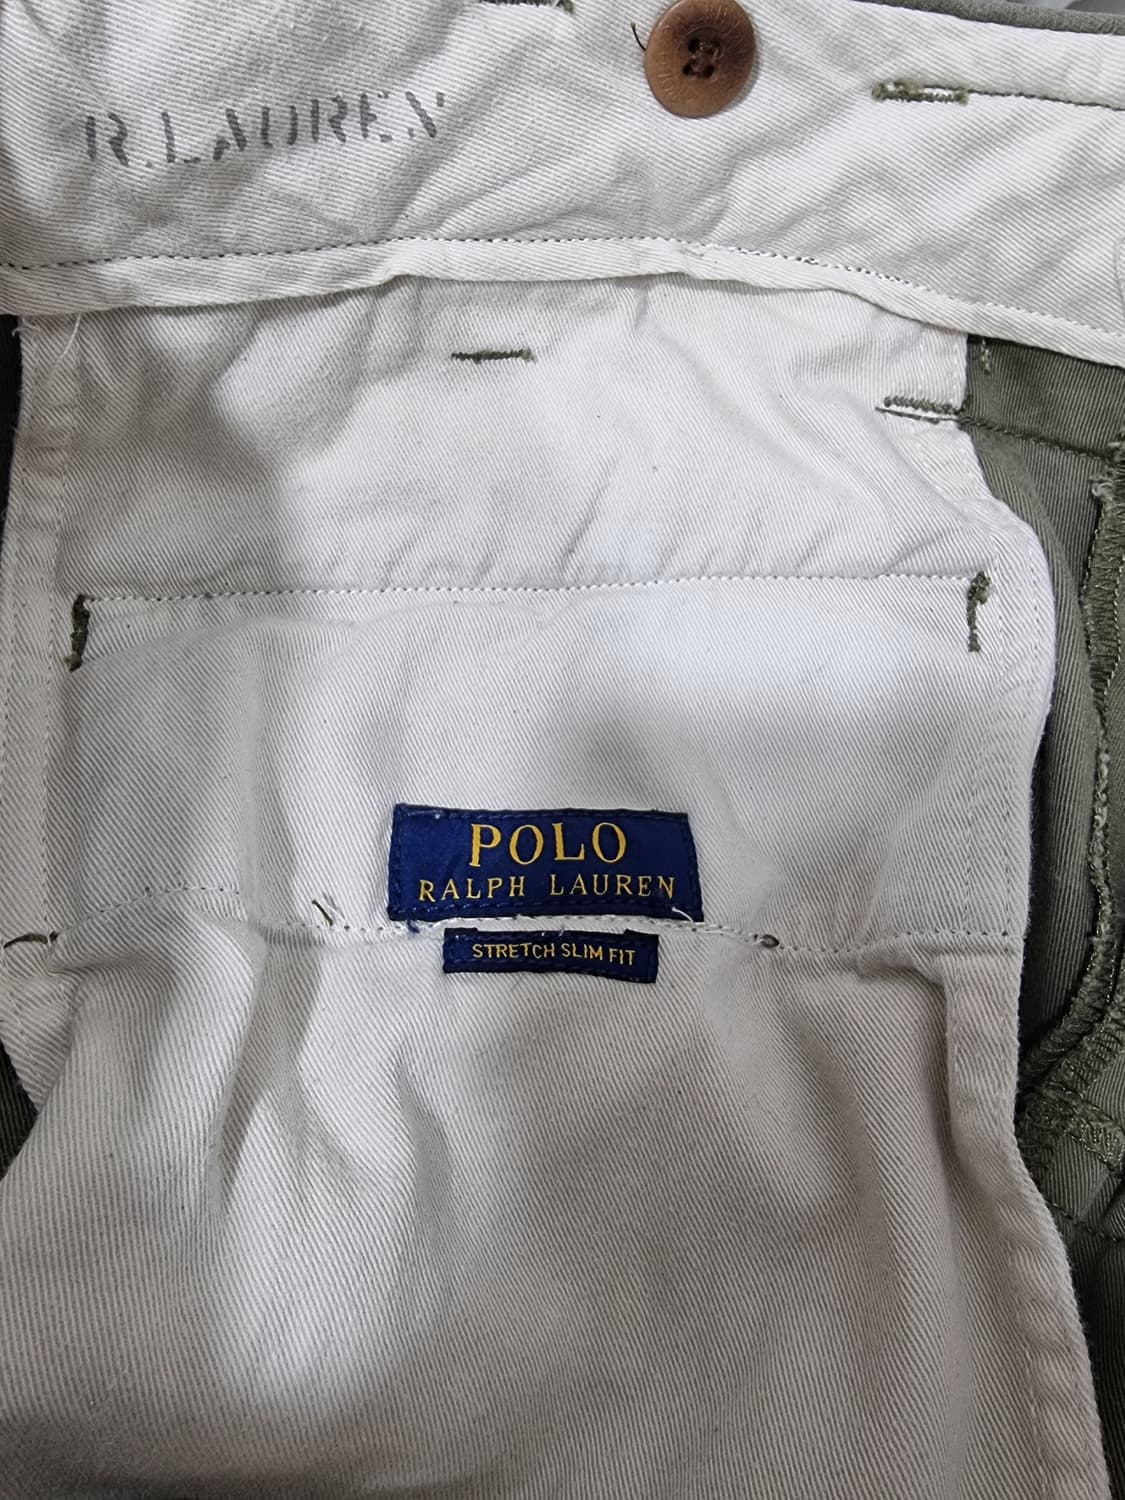 R.LAUREN
POLO
RALPH LAUREN
STRETCH SLIM FIT